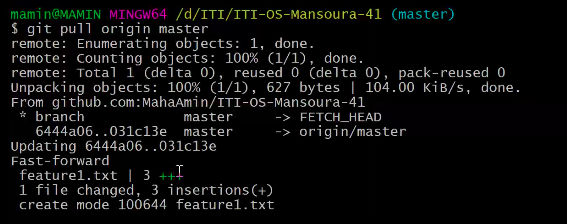 mamin@MAMIN MINGW64 /d/ITI/ITI-OS-Mansoura-41 (master)
$ git pull origin master
remote: Enumerating objects: 1, done.
remote: Counting objects: 100% (1/1), done.
remote: Total 1 (delta 0), reused 0 (delta 0), pack-reused 0
Unpacking objects: 100% (1/1), 627 bytes | 104.00 KiB/s, done.
From github.com:MahaAmin/ITI-OS-Mansoura-41
 * branch            master     -> FETCH_HEAD
   6444a06..031c13e  master     -> origin/master
Updating 6444a06..031c13e
Fast-forward
 feature1.txt | 3 +++
 1 file changed, 3 insertions(+)
 create mode 100644 feature1.txt